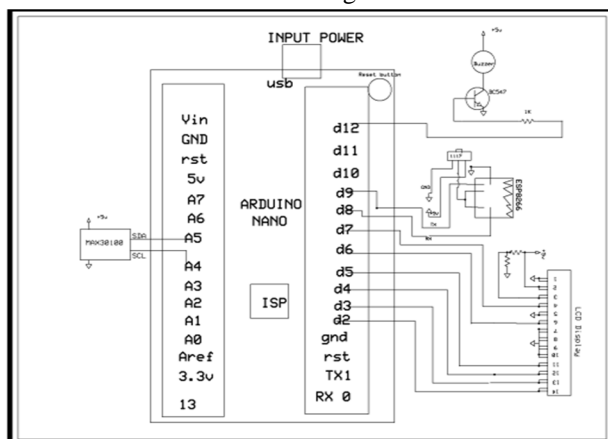 INPUT POWER
usb
Reset button
+5v
Buzzer
BC547
1K
Vin
GND
rst
5v
A7
A6
A5
A4
A3
A2
A1
A0
Aref
3.3v
13
ARDUINO
NANO
ISP
d12
d11
d10
d9
d8
d7
d6
d5
d4
d3
d2
gnd
rst
TX1
RX 0
+5v
MAX30100
SDA
SCL
1117
GND
ESP8266
LCD Display
1
2
3
4
5
6
7
8
9
10
11
12
13
14